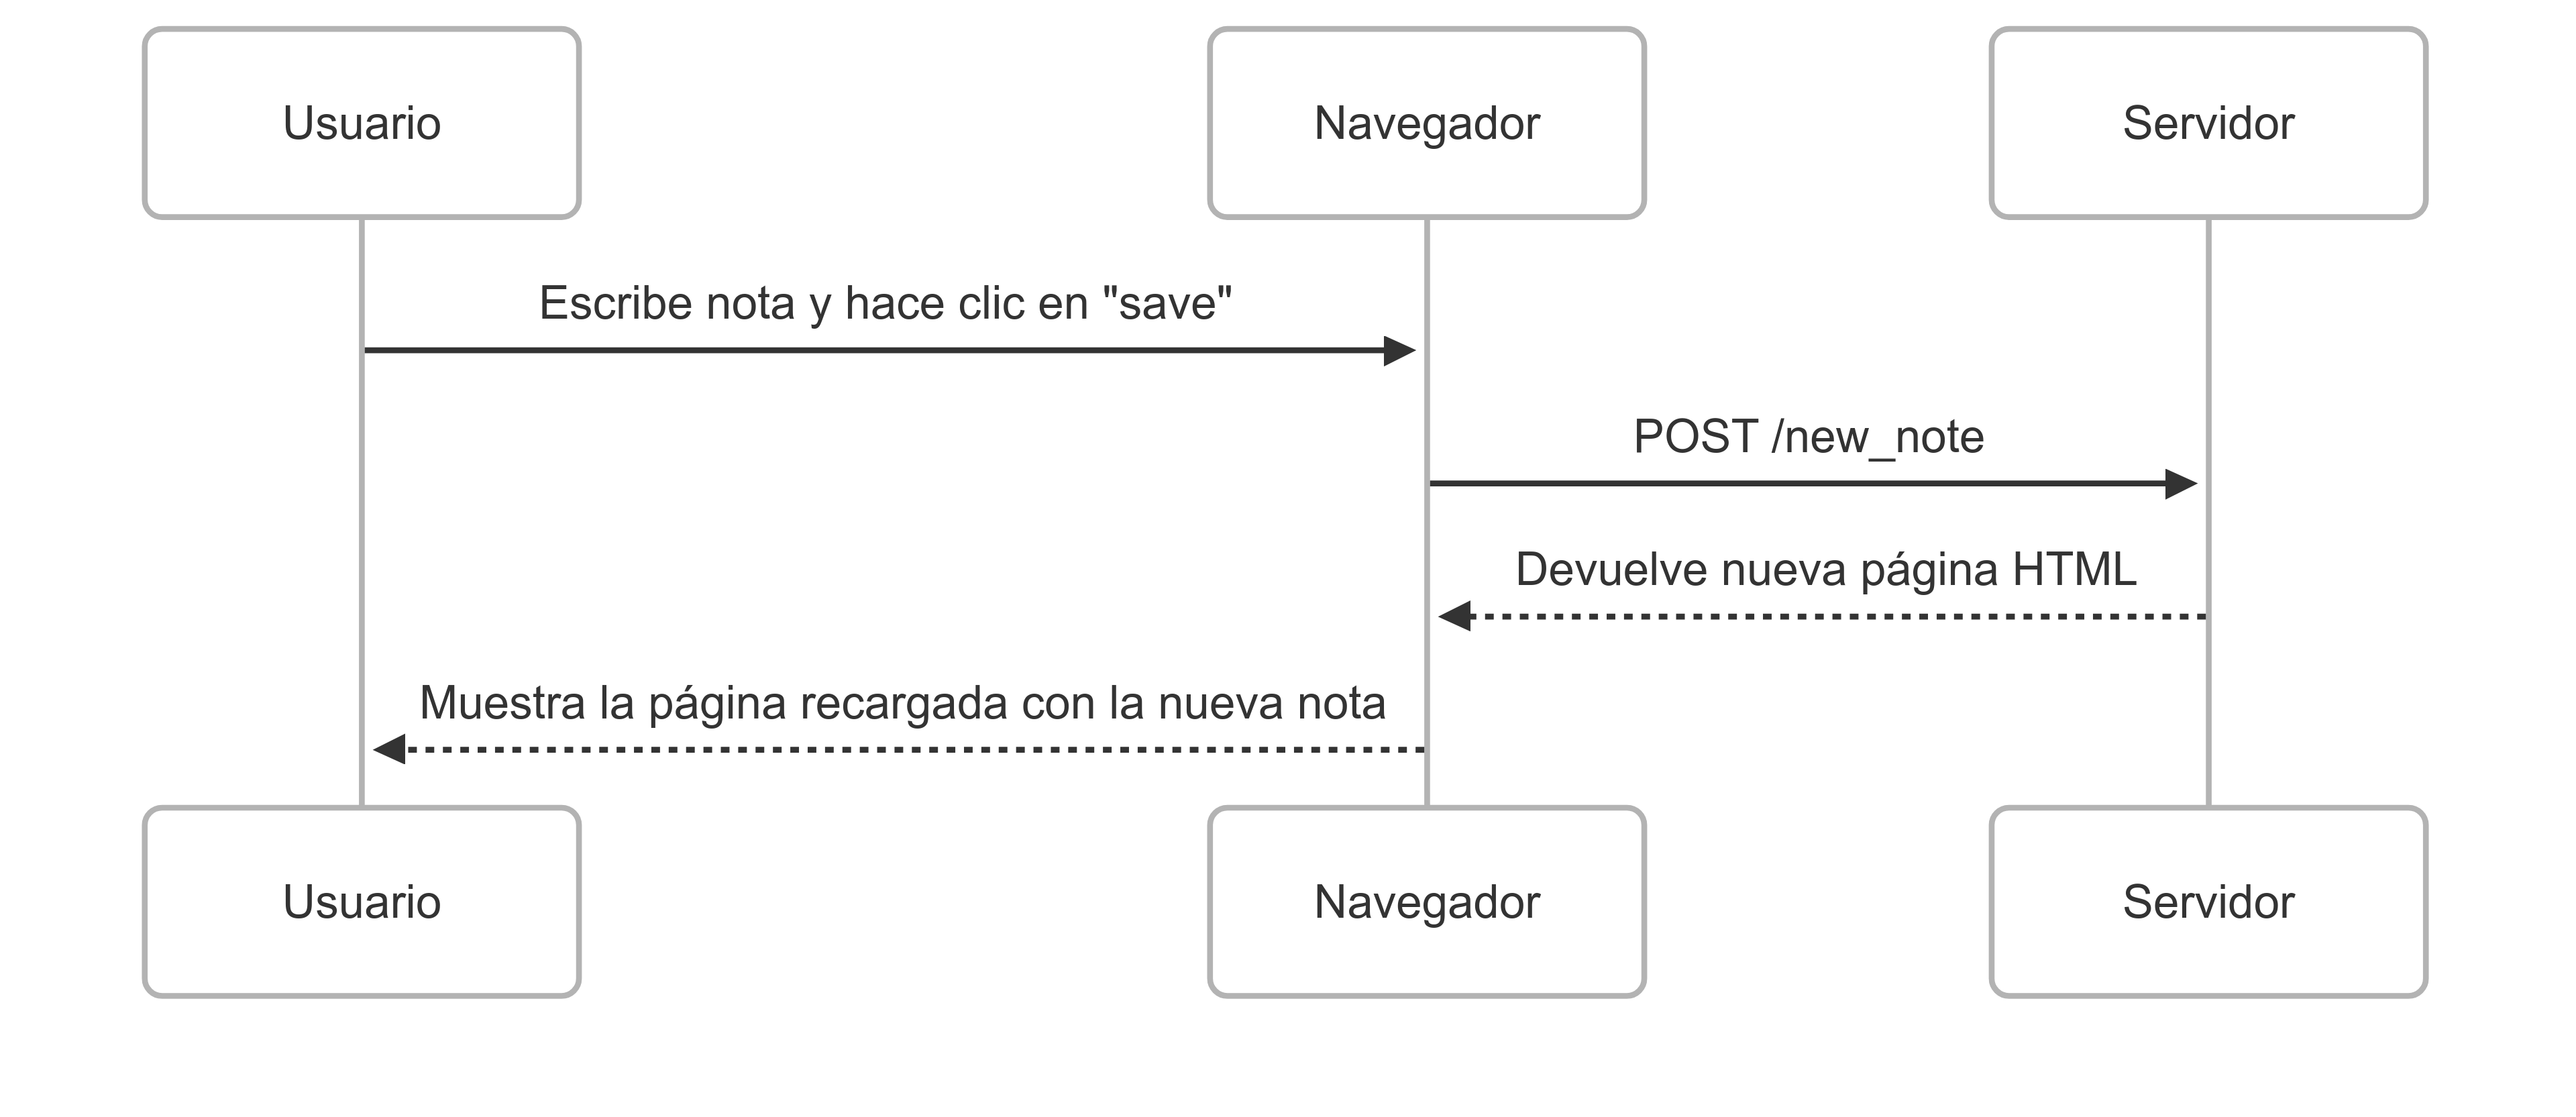 Usuario
Navegador
Servidor
Escribe nota y hace clic en "save"
POST /new_note
Devuelve nueva página HTML
Muestra la página recargada con la nueva nota
Usuario
Navegador
Servidor